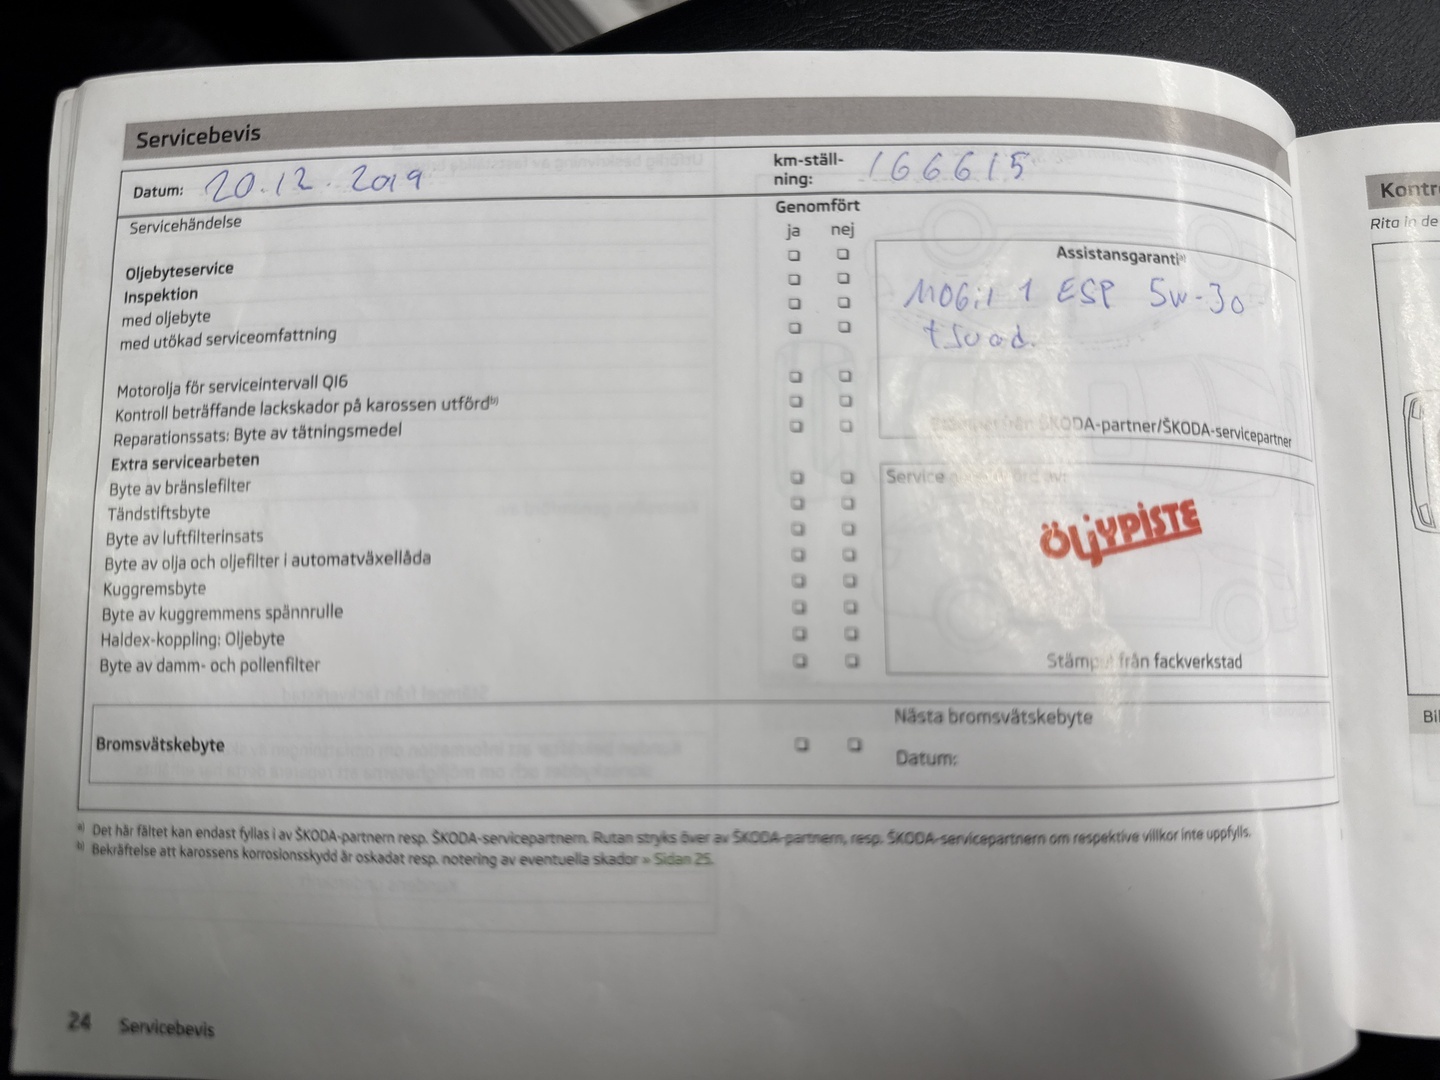 Servicebevis
Datum: 20.12.2019
km-ställ-
ning: 166615
Servicehändelse
Genomfört
ja nej
Oljebyteservice
Inspektion
med oljebyte
med utökad serviceomfattning
Motorolja för serviceintervall QI6
Kontroll beträffande lackskador på karossen utförd b)
Reparationssats: Byte av tätningsmedel
Extra servicearbeten
Byte av bränslefilter
Tändstiftsbyte
Byte av luftfilterinsats
Byte av olja och oljefilter i automatväxellåda
Kuggremsbyte
Byte av kuggremmens spännrulle
Haldex-koppling: Oljebyte
Byte av damm- och pollenfilter
Assistansgaranti a)
MOBil 1 ESP 5W-30
ŠKODA-partner/ŠKODA-servicepartner
Service
ÖLJYPISTE
Stämpel från fackverkstad
Bromsvätskebyte
Nästa bromsvätskebyte
Datum:
a) Det här fältet kan endast fyllas i av ŠKODA-partnern resp. ŠKODA-servicepartnern. Rutan stryks över av ŠKODA-partnern, resp. ŠKODA-servicepartnern om respektive villkor inte uppfylls.
b) Bekräftelse att karossens korrosionsskydd är oskadat resp. notering av eventuella skador » Sidan 25.
24 Servicebevis
Rita in de